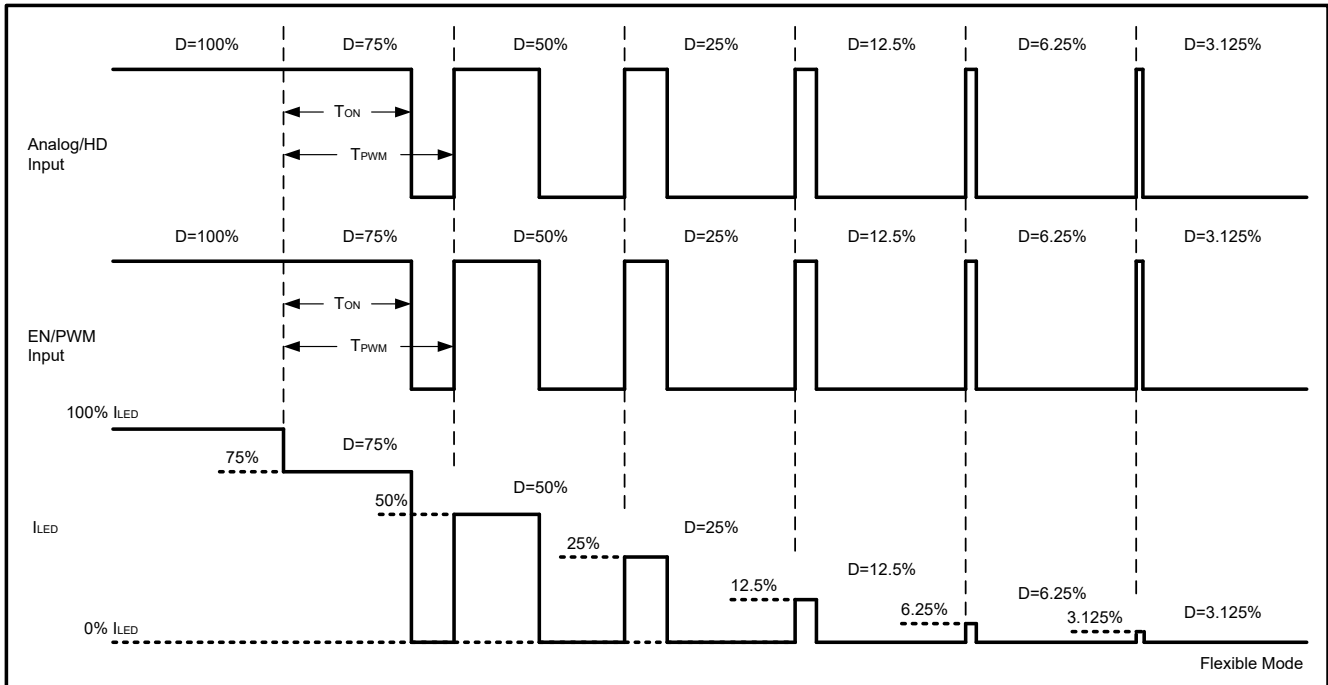 D=100% D=75% D=50% D=25% D=12.5% D=6.25% D=3.125%
TON
Analog/HD
Input
TPWM
D=100% D=75% D=50% D=25% D=12.5% D=6.25% D=3.125%
TON
EN/PWM
Input
TPWM
100% ILED
D=75%
75%
D=50%
50%
ILED
D=25%
25%
D=12.5%
12.5%
D=6.25%
6.25%
3.125%
D=3.125%
0% ILED
Flexible Mode